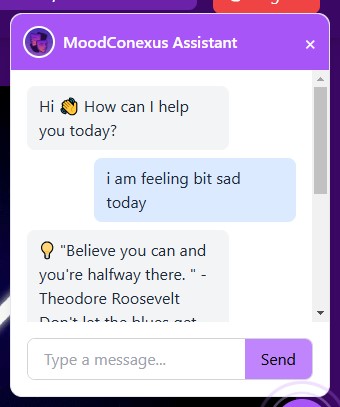 MoodConexus Assistant
×
Hi 👋 How can I help
you today?
i am feeling bit sad
today
💡 "Believe you can and
you're halfway there. " -
Theodore Roosevelt
Don't let the blues get
Type a message...
Send